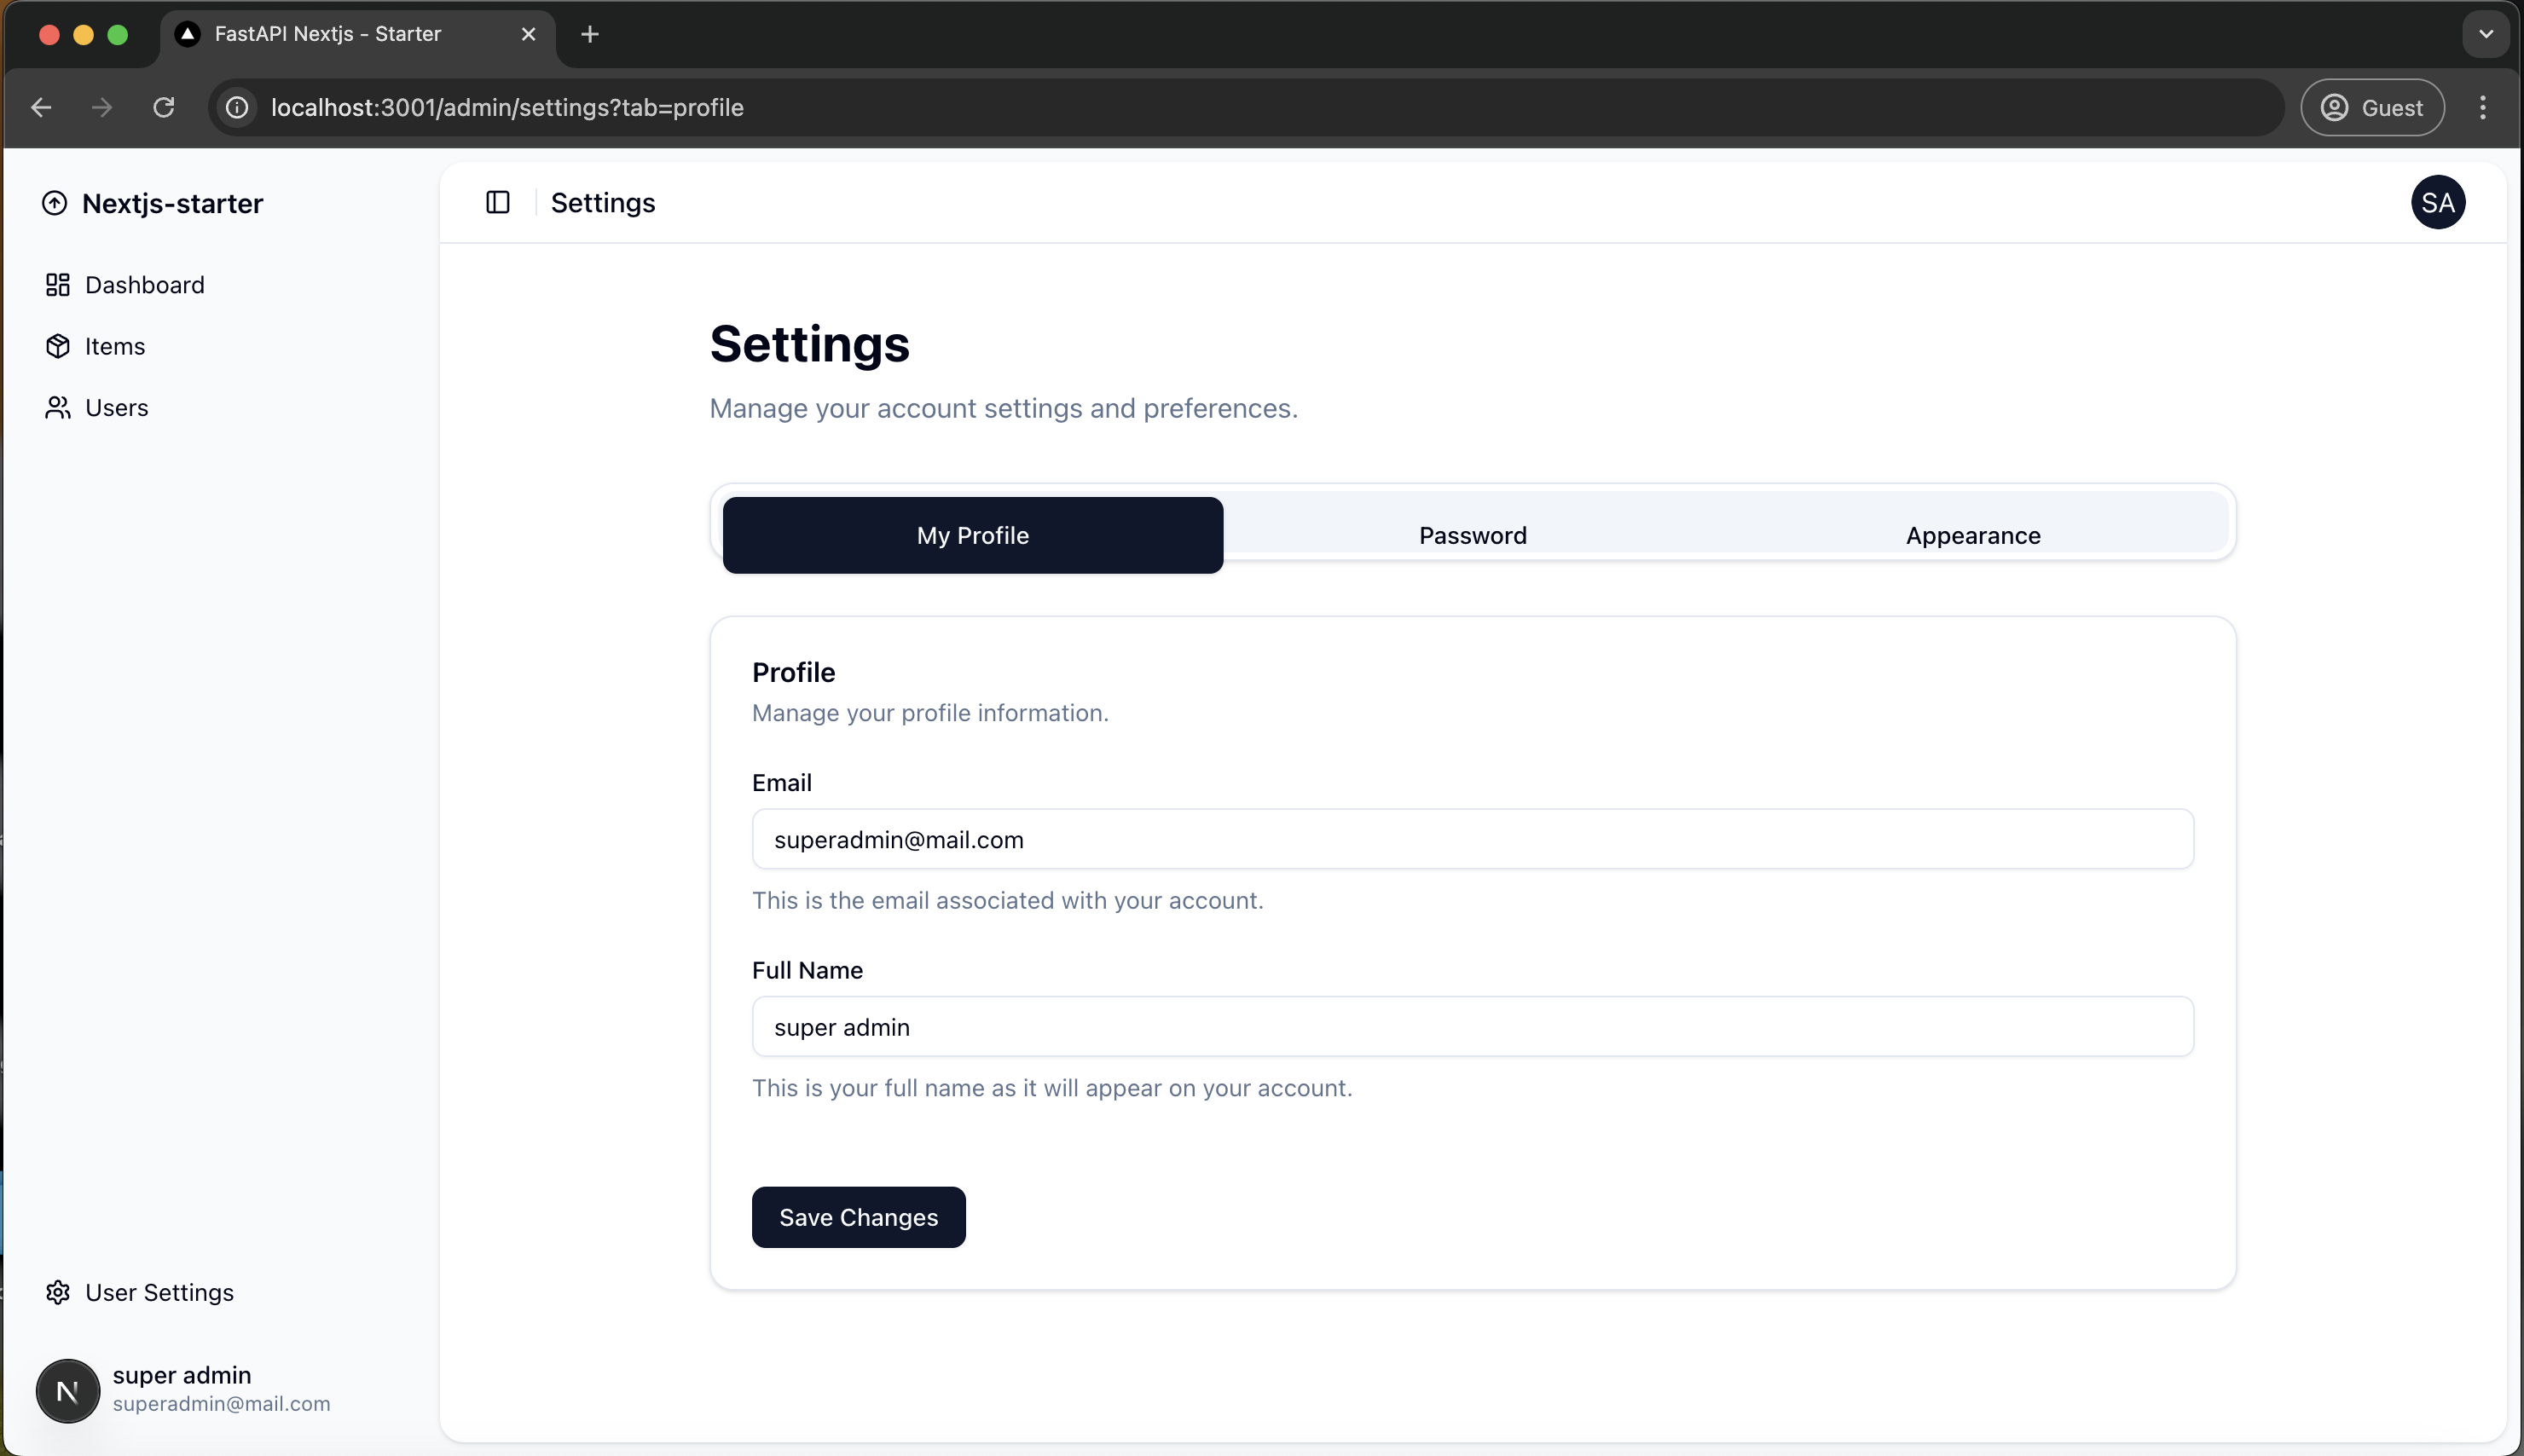 FastAPI Nextjs - Starter
localhost:3001/admin/settings?tab=profile
Guest
Nextjs-starter
Settings
SA
Dashboard
Items
Users
Settings
Manage your account settings and preferences.
My Profile
Password
Appearance
Profile
Manage your profile information.
Email
superadmin@mail.com
This is the email associated with your account.
Full Name
super admin
This is your full name as it will appear on your account.
Save Changes
User Settings
N
super admin
superadmin@mail.com